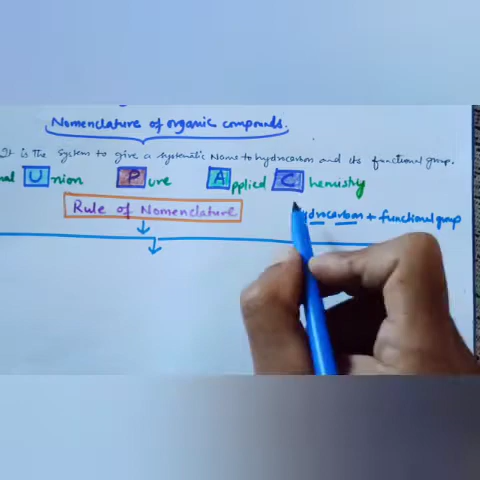 Nomenclature of organic compounds.
It is the system to give a systematic Name to hydrocarbon and its functional group.
nal Union Pure Applied Chemistry
Rule of Nomenclature
hydrocarbon + functional group